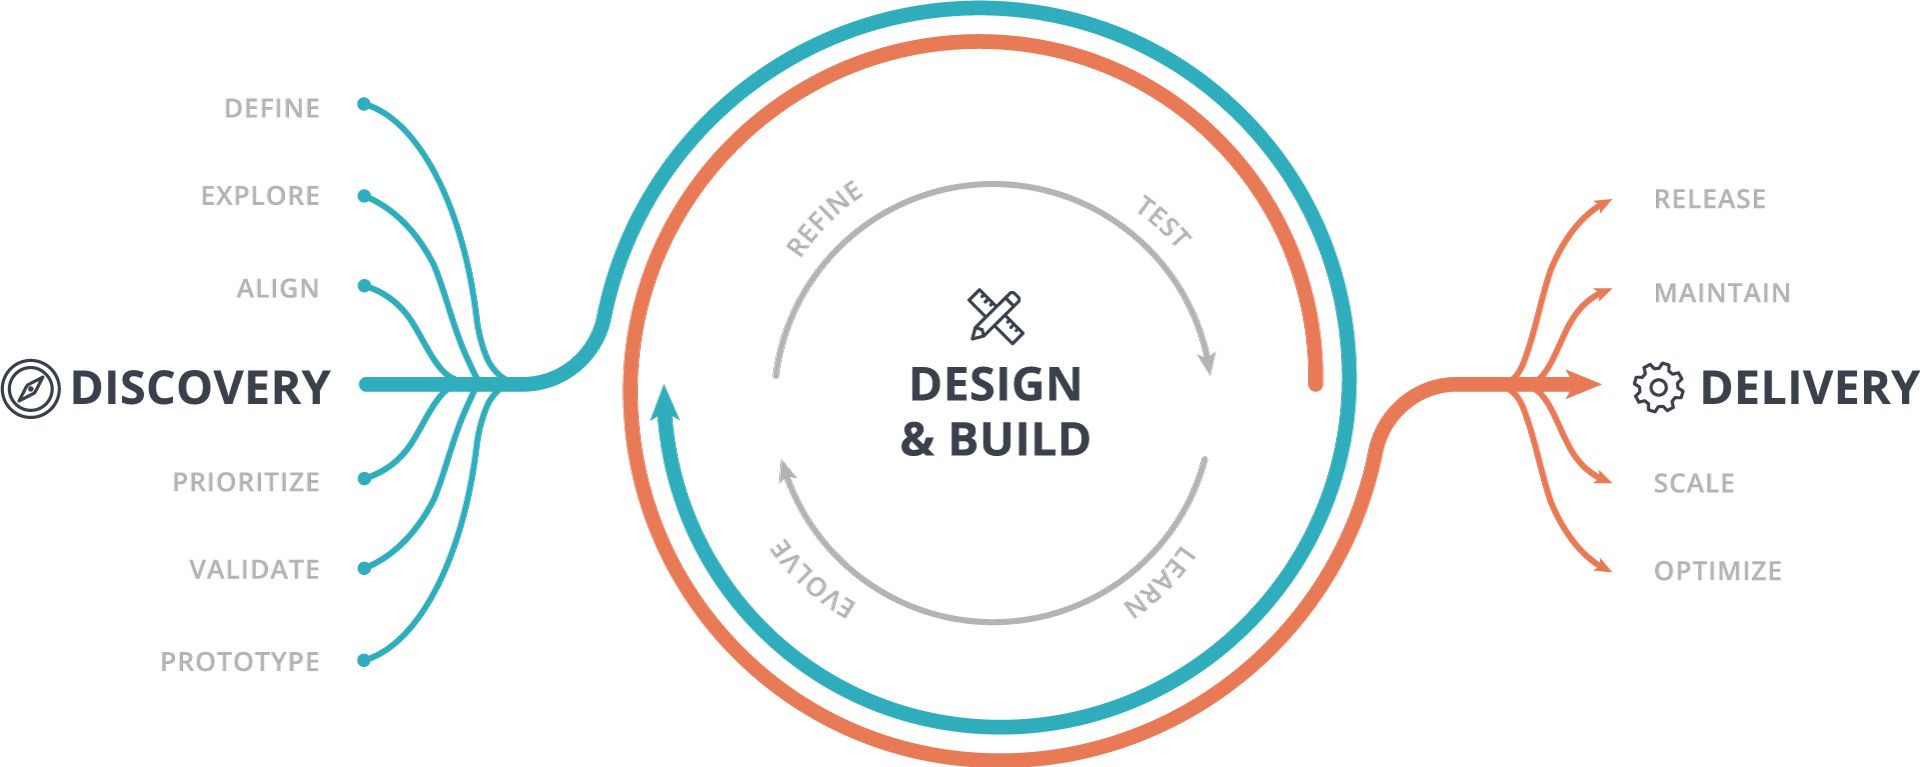 DEFINE
EXPLORE
ALIGN
DISCOVERY
PRIORITIZE
VALIDATE
PROTOTYPE
REFINE
TEST
DESIGN
& BUILD
LEARN
EVOLVE
RELEASE
MAINTAIN
DELIVERY
SCALE
OPTIMIZE